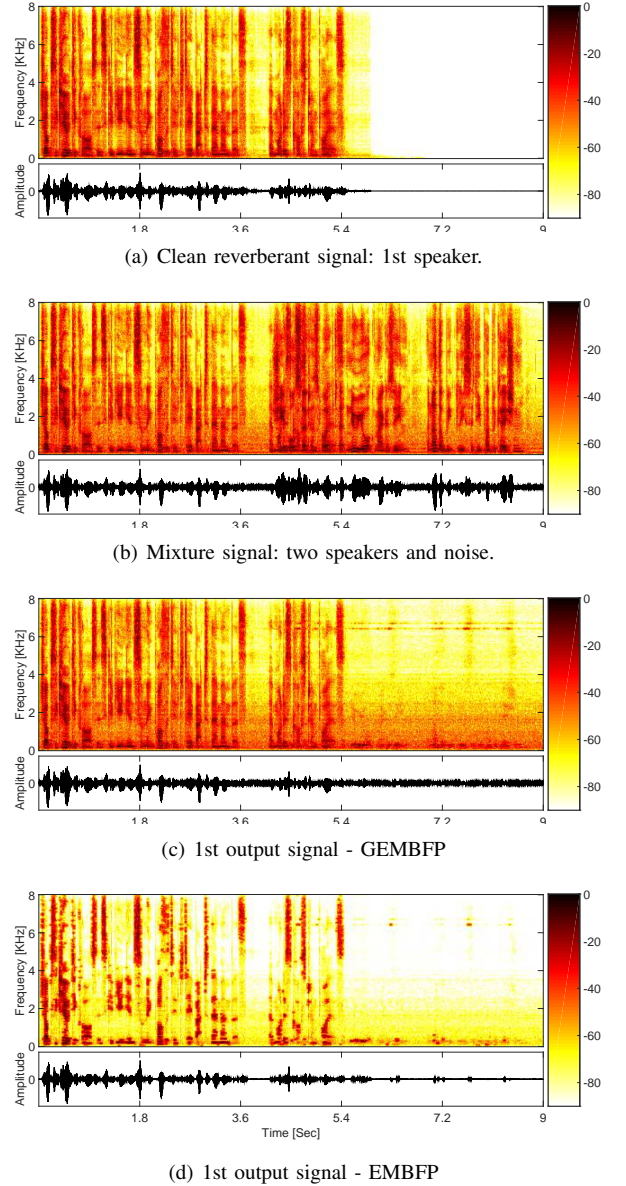 8
6
4
2
0
Frequency [KHz]
0
-20
-40
-60
-80
Amplitude
0
1.8 3.6 5.4 7.2 9
(a) Clean reverberant signal: 1st speaker.
8
6
4
2
0
Frequency [KHz]
0
-20
-40
-60
-80
Amplitude
0
1.8 3.6 5.4 7.2 9
(b) Mixture signal: two speakers and noise.
8
6
4
2
0
Frequency [KHz]
0
-20
-40
-60
-80
Amplitude
0
1.8 3.6 5.4 7.2 9
(c) 1st output signal - GEMBFP
8
6
4
2
0
Frequency [KHz]
0
-20
-40
-60
-80
Amplitude
0
1.8 3.6 5.4 7.2 9
Time [Sec]
(d) 1st output signal - EMBFP